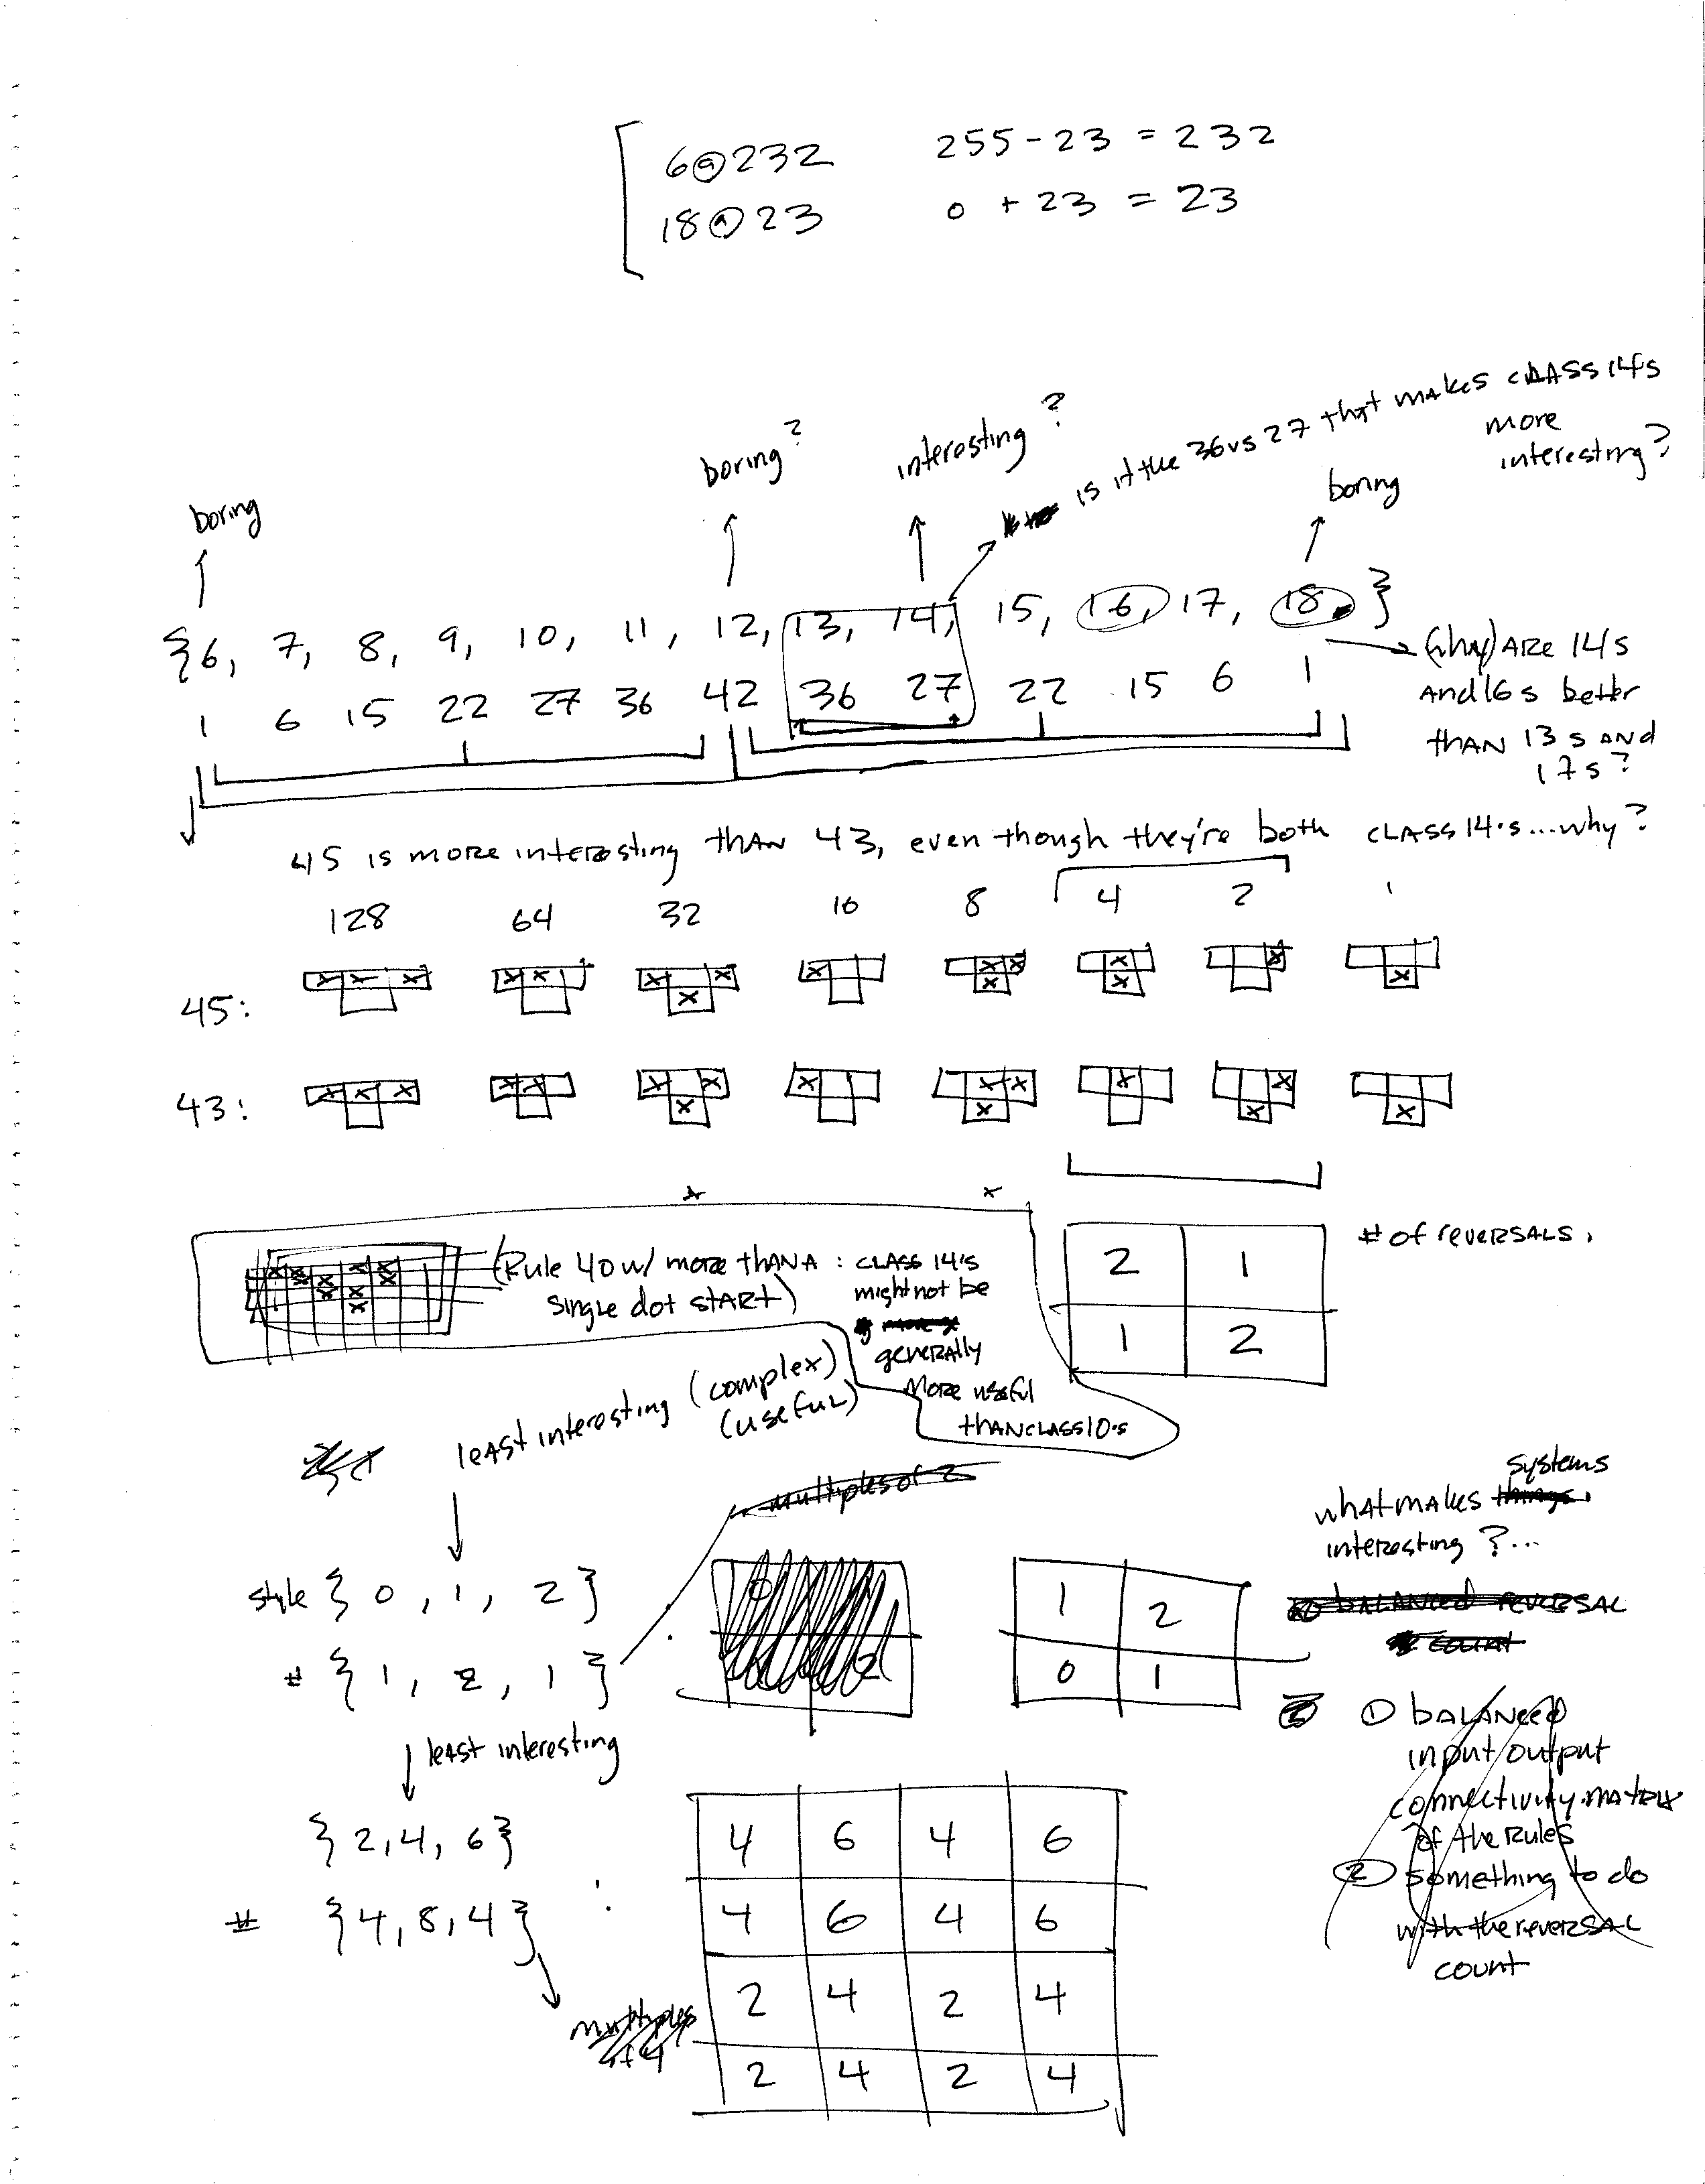 6@232 255-23 = 232
18@23 0 + 23 = 23
boring
boring?
interesting?
is it the 36 vs 27 that makes CLASS 14s
more
interesting?
boring
{6, 7, 8, 9, 10, 11, 12, 13, 14, 15, 16, 17, 18. }
1 6 15 22 27 36 42 36 27 22 15 6 1
(why) ARE 14s
And 16s better
than 13s AND
17s?
45 is more interesting than 43, even though they're both CLASS 14's...why?
128 64 32 16 8 4 2 1
45:
43:
(Rule 40 w/ more than A :
single dot start)
CLASS 14's
might not be
generally
More useful
than class 10's
2 1
1 2
# of reversals.
least interesting (complex)
(useful)
multiples of 2
style { 0, 1, 2 }
# { 1, 2, 1 }
1 2
0 1
least interesting
{ 2, 4, 6 }
# { 4, 8, 4 }
multiples
of 4
4 6 4 6
4 6 4 6
2 4 2 4
2 4 2 4
systems
what makes things
interesting?...
balanced reversal
count
① balanced
input/output
connectivity matrix
of the rules
② something to do
with the reversal
count